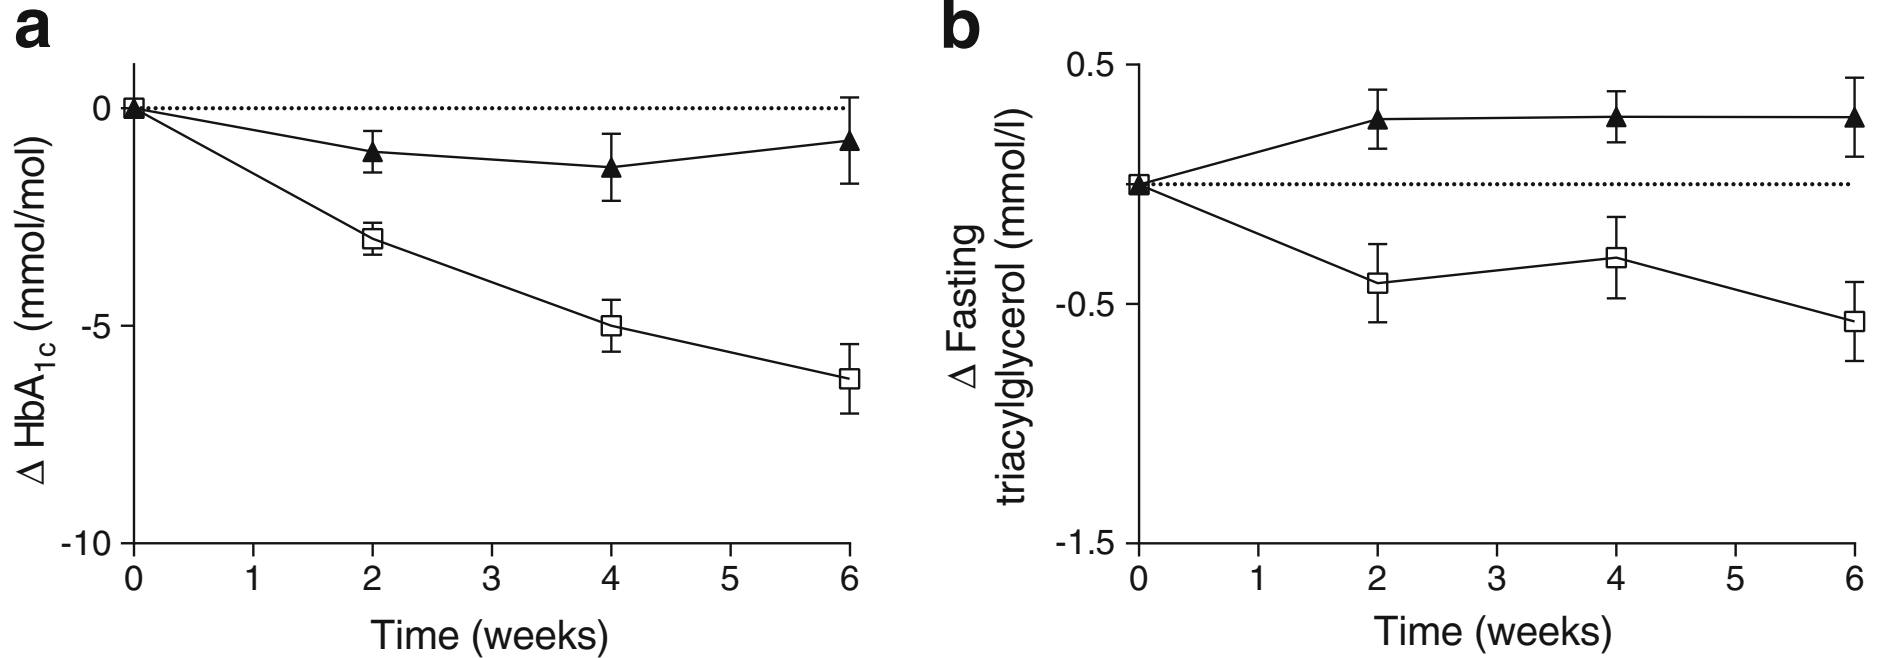 a
0
-5
-10
Δ HbA1c (mmol/mol)
0 1 2 3 4 5 6
Time (weeks)
b
0.5
-0.5
-1.5
Δ Fasting
triacylglycerol (mmol/l)
0 1 2 3 4 5 6
Time (weeks)